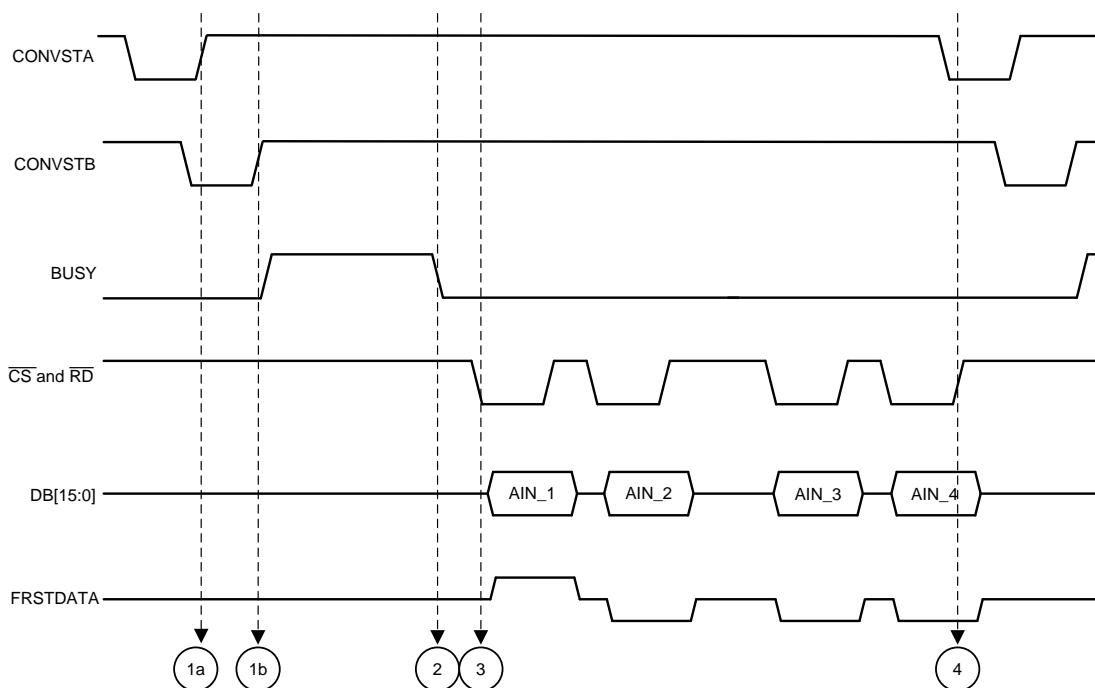 CONVSTA
CONVSTB
BUSY
CS and RD
DB[15:0]
AIN_1 AIN_2 AIN_3 AIN_4
FRSTDATA
1a 1b 2 3 4